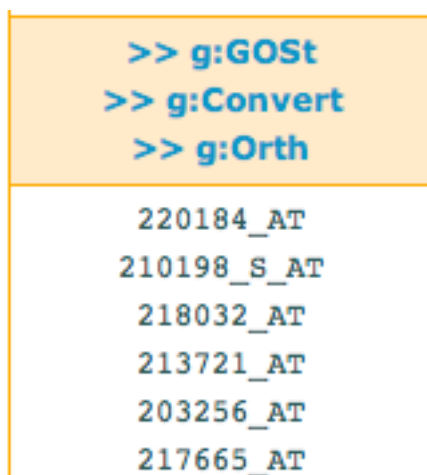 >> g:GOSt
>> g:Convert
>> g:Orth
220184_AT
210198_S_AT
218032_AT
213721_AT
203256_AT
217665_AT